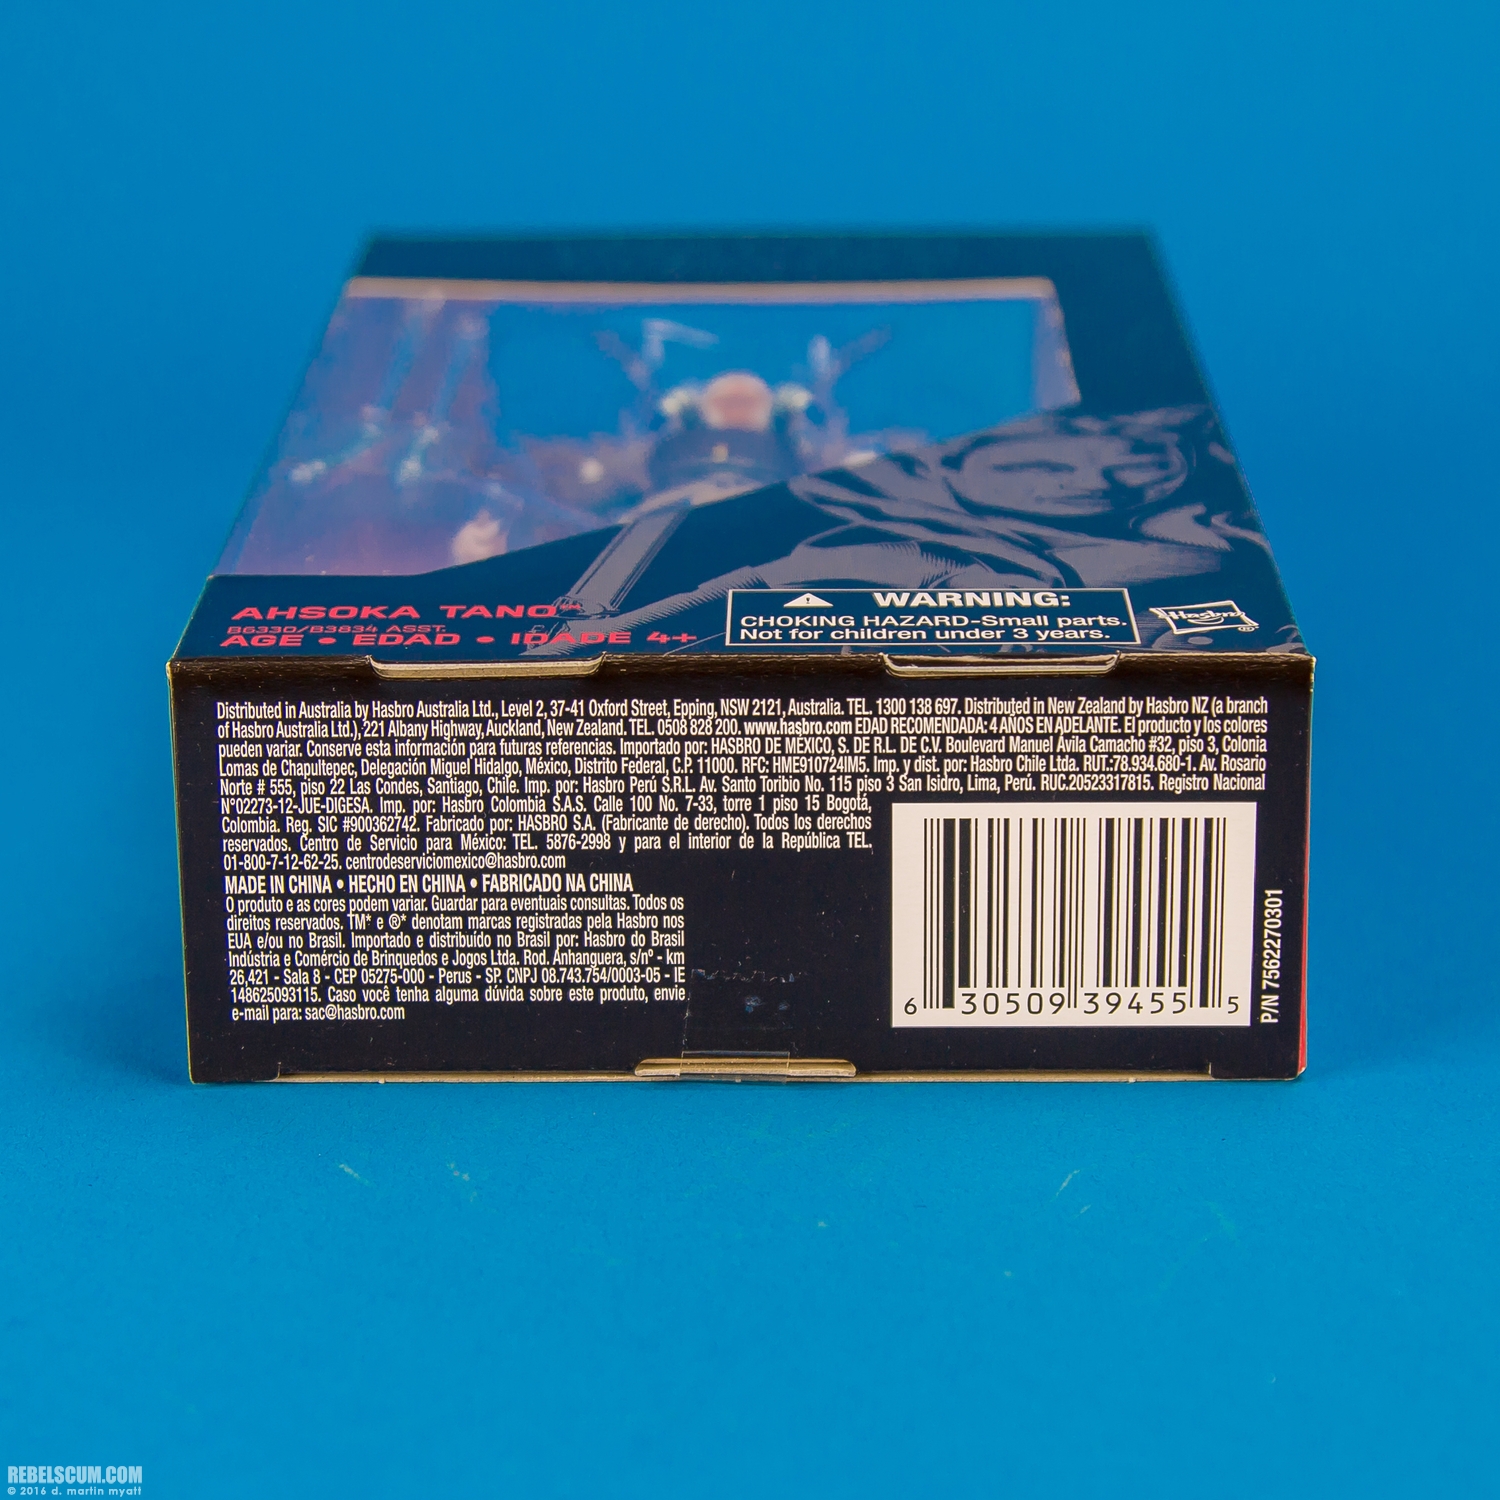 AHSOKA TANO™
B6330/B3834 ASST.
AGE • EDAD • IDADE 4+
WARNING:
CHOKING HAZARD-Small parts.
Not for children under 3 years.
Hasbro
®
Distributed in Australia by Hasbro Australia Ltd., Level 2, 37-41 Oxford Street, Epping, NSW 2121, Australia. TEL. 1300 138 697. Distributed in New Zealand by Hasbro NZ (a branch
of Hasbro Australia Ltd.), 221 Albany Highway, Auckland, New Zealand. TEL. 0508 828 200. www.hasbro.com EDAD RECOMENDADA: 4 AÑOS EN ADELANTE. El producto y los colores
pueden variar. Conserve esta información para futuras referencias. Importado por: HASBRO DE MÉXICO, S. DE R.L. DE C.V. Boulevard Manuel Ávila Camacho #32, piso 3, Colonia
Lomas de Chapultepec, Delegación Miguel Hidalgo, México, Distrito Federal, C.P. 11000. RFC: HME910724IM5. Imp. y dist. por: Hasbro Chile Ltda. RUT.:78.934.680-1. Av. Rosario
Norte # 555, piso 22 Las Condes, Santiago, Chile. Imp. por: Hasbro Perú S.R.L. Av. Santo Toribio No. 115 piso 3 San Isidro, Lima, Perú. RUC.20523317815. Registro Nacional
N°02273-12-JUE-DIGESA. Imp. por: Hasbro Colombia S.A.S. Calle 100 No. 7-33, torre 1 piso 15 Bogotá,
Colombia. Reg. SIC #900362742. Fabricado por: HASBRO S.A. (Fabricante de derecho). Todos los derechos
reservados. Centro de Servicio para México: TEL. 5876-2998 y para el interior de la República TEL.
01-800-7-12-62-25. centrodeserviciomexico@hasbro.com
MADE IN CHINA • HECHO EN CHINA • FABRICADO NA CHINA
O produto e as cores podem variar. Guardar para eventuais consultas. Todos os
direitos reservados. TM* e ®* denotam marcas registradas pela Hasbro nos
EUA e/ou no Brasil. Importado e distribuído no Brasil por: Hasbro do Brasil
Indústria e Comércio de Brinquedos e Jogos Ltda. Rod. Anhanguera, s/nº - km
26,421 - Sala 8 - CEP 05275-000 - Perus - SP. CNPJ 08.743.754/0003-05 - IE
148625093115. Caso você tenha alguma dúvida sobre este produto, envie
e-mail para: sac@hasbro.com
6 30509 39455 5
P/N 7562270301
REBELSCUM.COM
© 2016 d. martin myatt